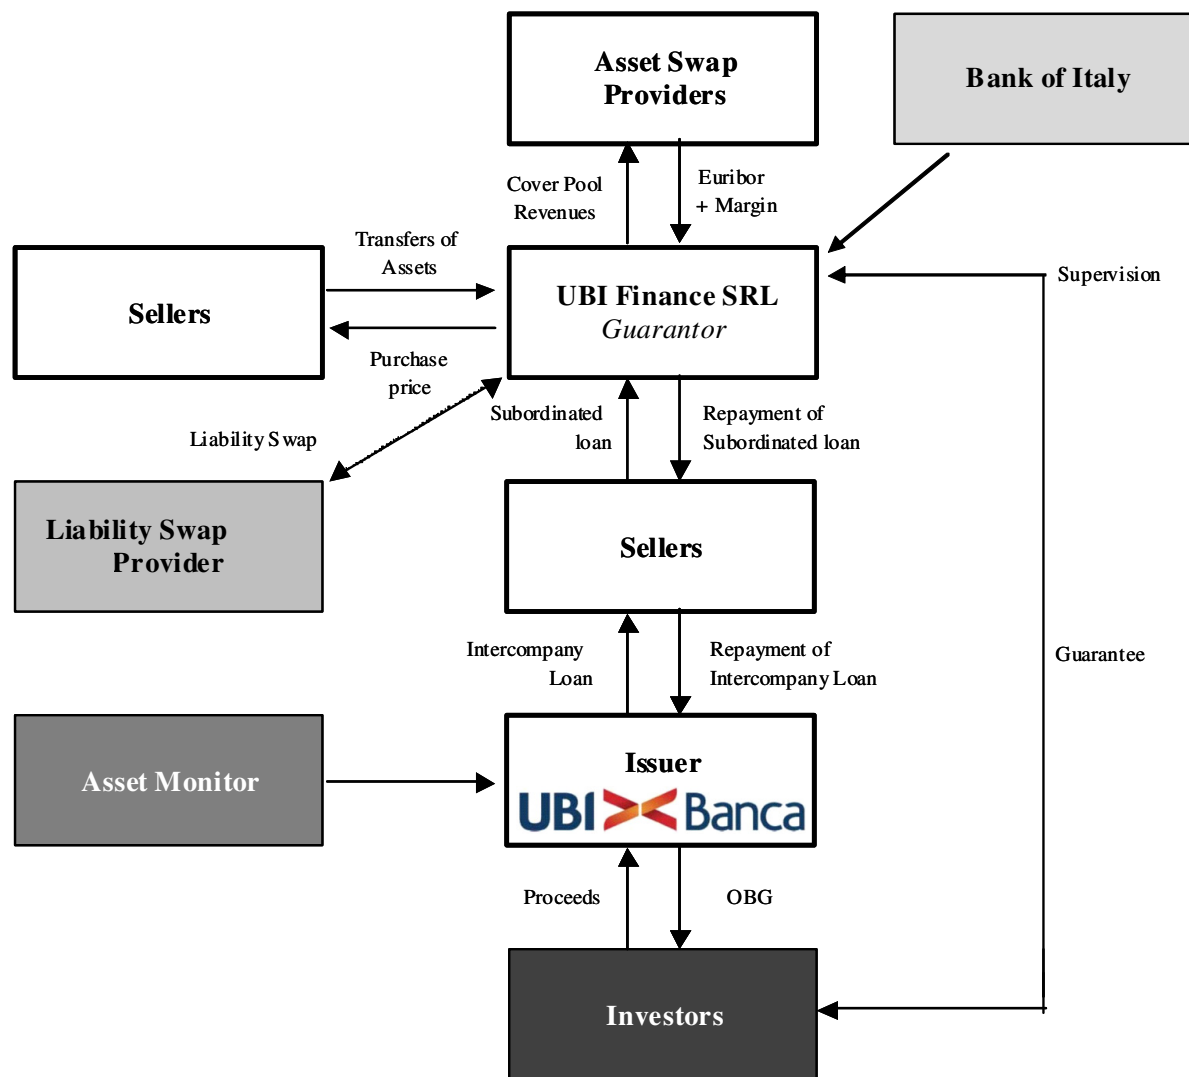 Asset Swap
Providers
Bank of Italy
Cover Pool
Revenues
Euribor
+ Margin
Transfers of
Assets
Sellers
UBI Finance SRL
Guarantor
Supervision
Purchase
price
Liability Swap
Subordinated
loan
Repayment of
Subordinated loan
Liability Swap
Provider
Sellers
Intercompany
Loan
Repayment of
Intercompany Loan
Guarantee
Asset Monitor
Issuer
UBI Banca
Proceeds
OBG
Investors